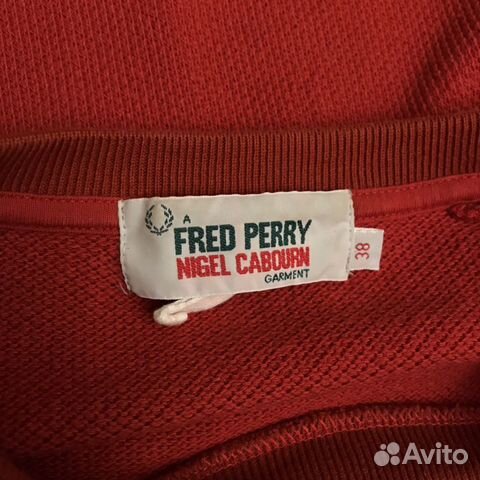 A
FRED PERRY
NIGEL CABOURN
GARMENT
38
Avito